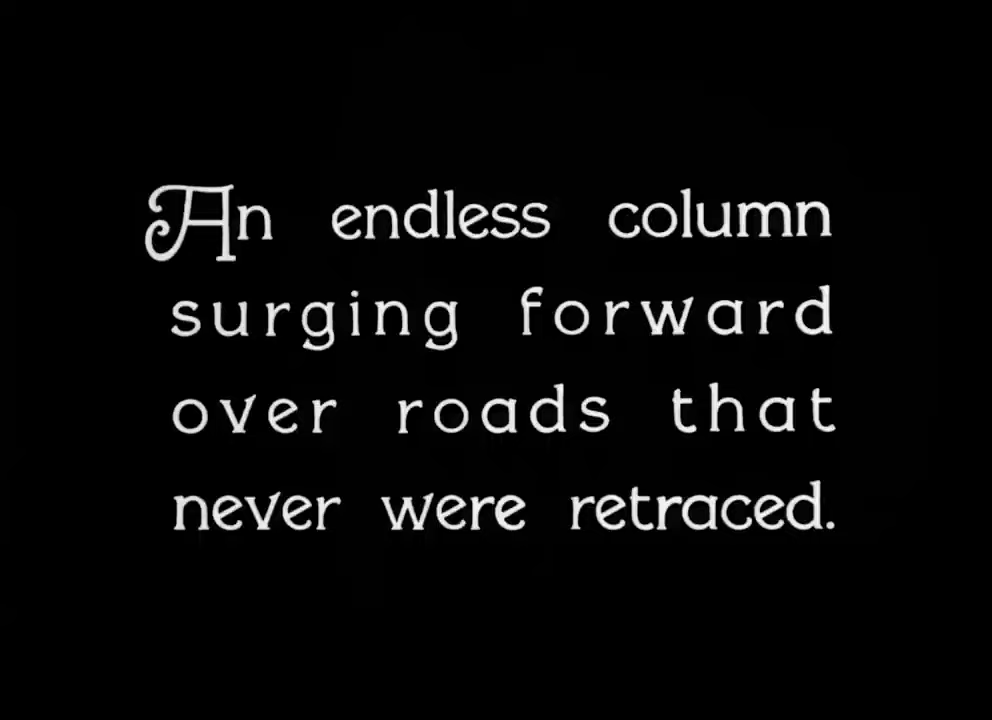 An endless column
surging forward
over roads that
never were retraced.